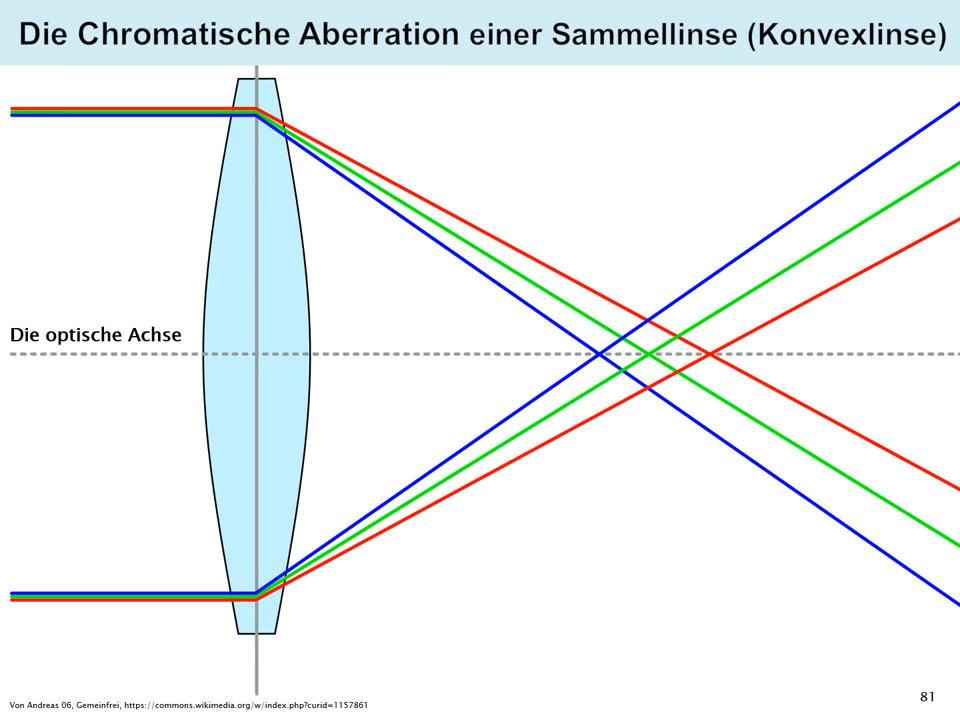 Die Chromatische Aberration einer Sammellinse (Konvexlinse)
Die optische Achse
Von Andreas 06, Gemeinfrei, https://commons.wikimedia.org/w/index.php?curid=1157861
81